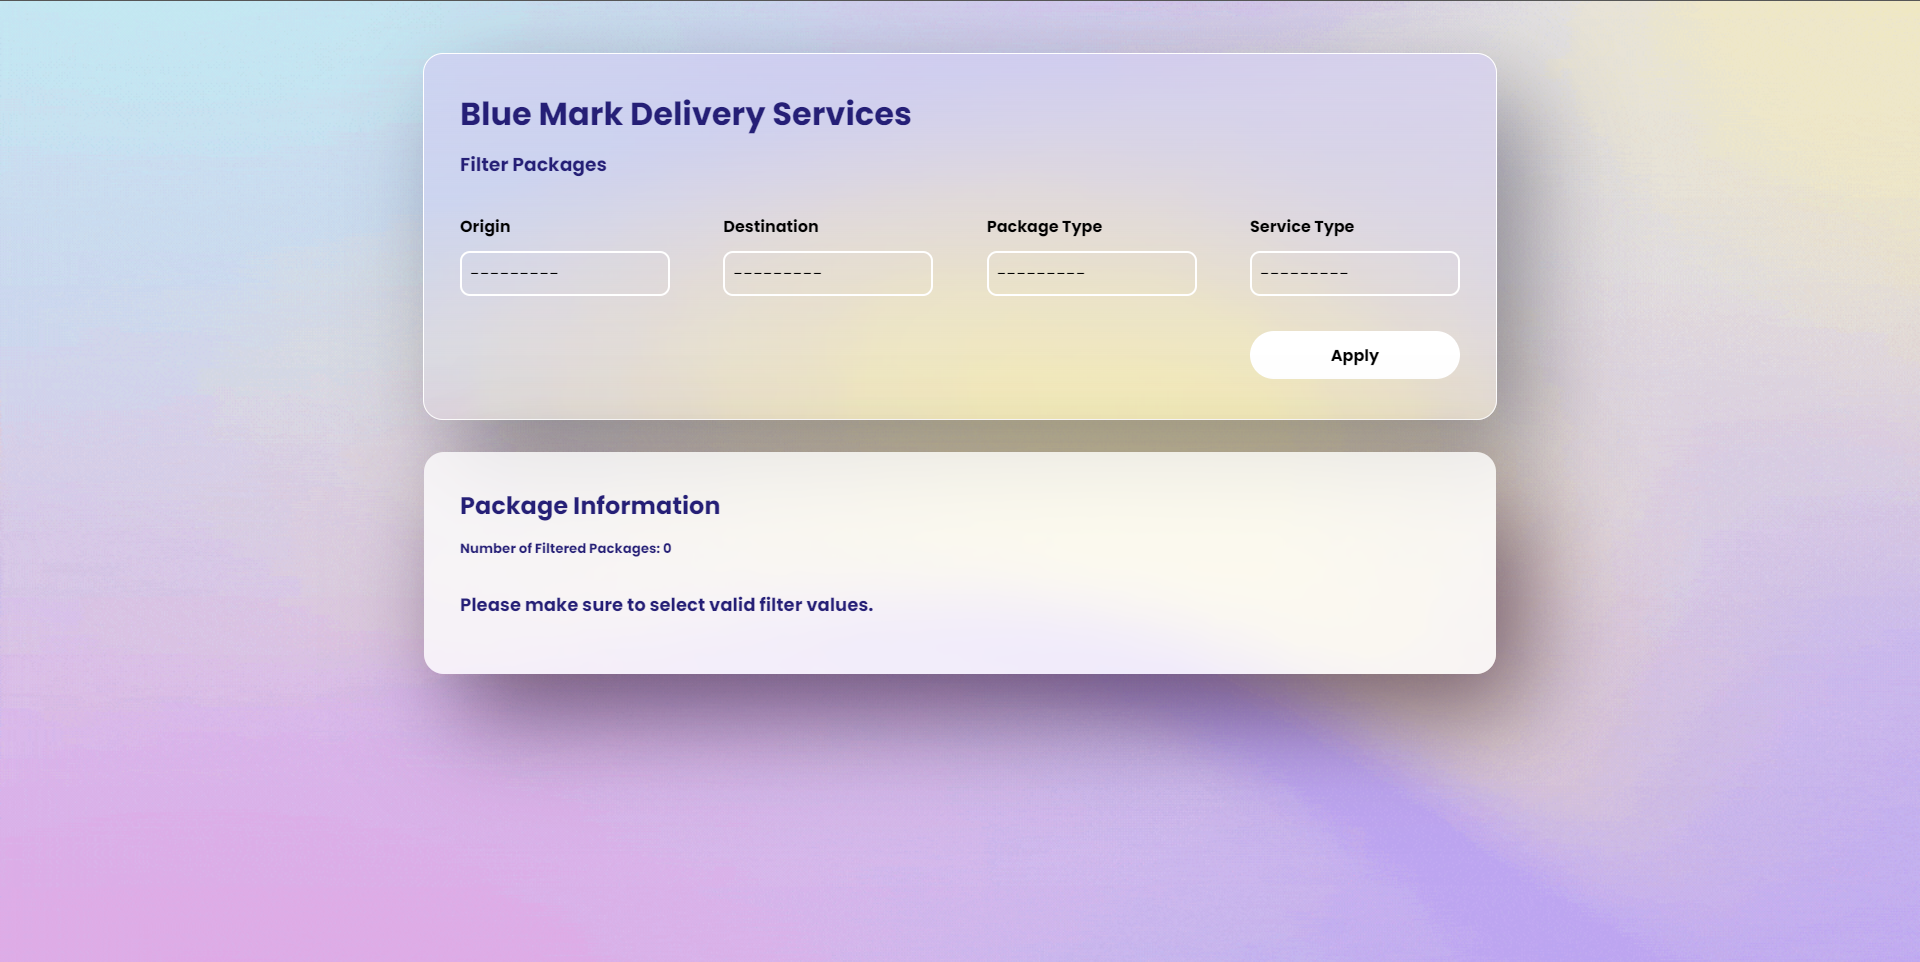 Blue Mark Delivery Services
Filter Packages
Origin Destination Package Type Service Type
--------- --------- --------- ---------
Apply
Package Information
Number of Filtered Packages: 0
Please make sure to select valid filter values.